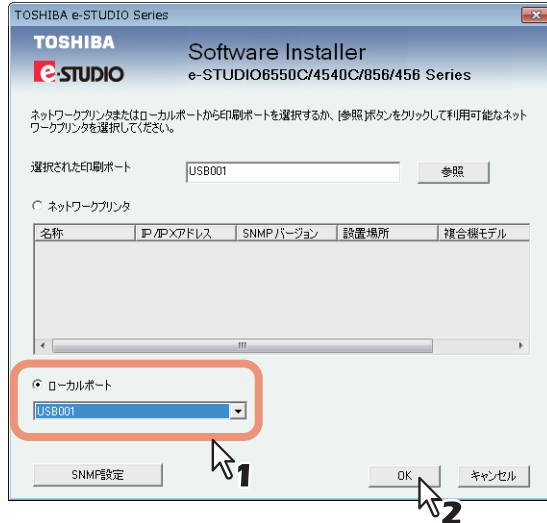 TOSHIBA e-STUDIO Series
TOSHIBA
e-STUDIO
Software Installer
e-STUDIO6550C/4540C/856/456 Series
ネットワークプリンタまたはローカルポートから印刷ポートを選択するか、[参照]ボタンをクリックして利用可能なネット
ワークプリンタを選択してください。
選択された印刷ポート USB001 参照
ネットワークプリンタ
名称 IP/IPXアドレス SNMPバージョン 設置場所 複合機モデル
ローカルポート
USB001
1
SNMP設定 OK キャンセル
2